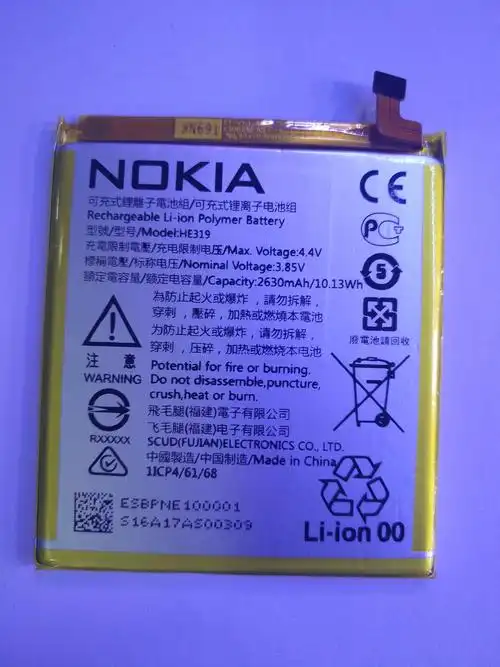 XN691
NOKIA
CE
可充式鋰離子電池組/可充式锂离子电池组
Rechargeable Li-ion Polymer Battery
型號/型号/Model:HE319
充電限制電壓/充电限制电压/Max. Voltage:4.4V
標稱電壓/标称电压/Nominal Voltage:3.85V
額定電容量/额定电容量/Capacity:2630mAh/10.13Wh
5
為防止起火或爆炸，請勿拆解，
穿刺，壓碎，加熱或燃燒本電池
为防止起火或爆炸，请勿拆解，
穿刺，压碎，加热或燃烧本电池
廢電池請回收
注 意
WARNING
Potential for fire or burning.
Do not disassemble,puncture,
crush,heat or burn.
RXXXXX
飛毛腿(福建)電子有限公司
飞毛腿(福建)电子有限公司
SCUD(FUJIAN)ELECTRONICS CO., LTD.
中國製造/中国制造/Made in China
1ICP4/61/68
ESBPNE100001
S16A17AS00309
Li-ion 00